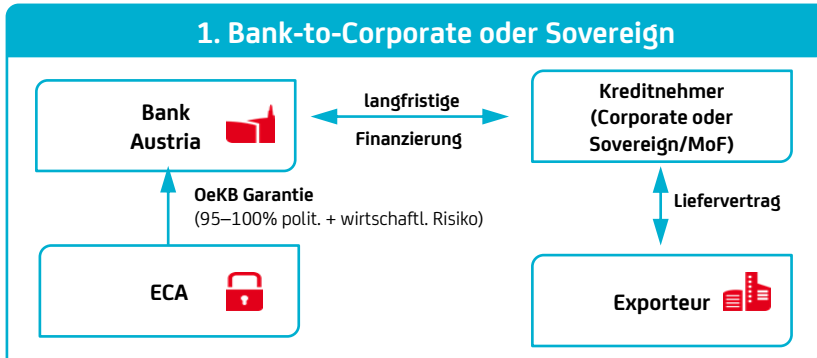 1. Bank-to-Corporate oder Sovereign
Bank
Austria
langfristige
Finanzierung
Kreditnehmer
(Corporate oder
Sovereign/MoF)
OeKB Garantie
(95–100% polit. + wirtschaftl. Risiko)
Liefervertrag
ECA
Exporteur